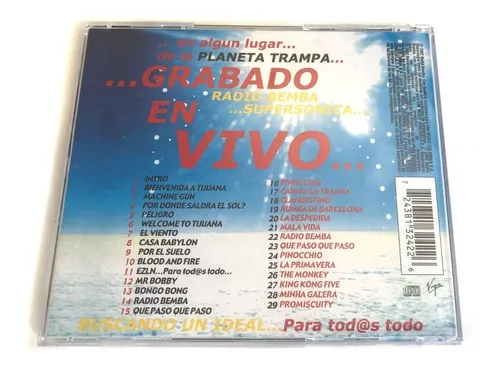 ... en algun lugar...
de la PLANETA TRAMPA...
...GRABADO
RADIO BEMBA
EN
...SUPERSONICA...
VIVO...
INTRO
BIENVENIDA A TIJUANA
MACHINE GUN
4 POR DONDE SALDRA EL SOL?
5 PELIGRO
6 WELCOME TO TIJUANA
7 EL VIENTO
8 CASA BABYLON
9 POR EL SUELO
10 BLOOD AND FIRE
11 EZLN...Para tod@s todo...
12 MR BOBBY
13 BONGO BONG
14 RADIO BEMBA
15 QUE PASO QUE PASO
16 PINOCCHIO
17 CAHI EN LA TRAMPA
18 CLANDESTINO
19 RUMBA DE BARCELONA
20 LA DESPEDIDA
21 MALA VIDA
22 RADIO BEMBA
23 QUE PASO QUE PASO
24 PINOCCHIO
25 LA PRIMAVERA
26 THE MONKEY
27 KING KONG FIVE
28 MINHA GALERA
29 PROMISCUITY
BUSCANDO UN IDEAL...Para tod@s todo
7 24381 32422 6
Virgin